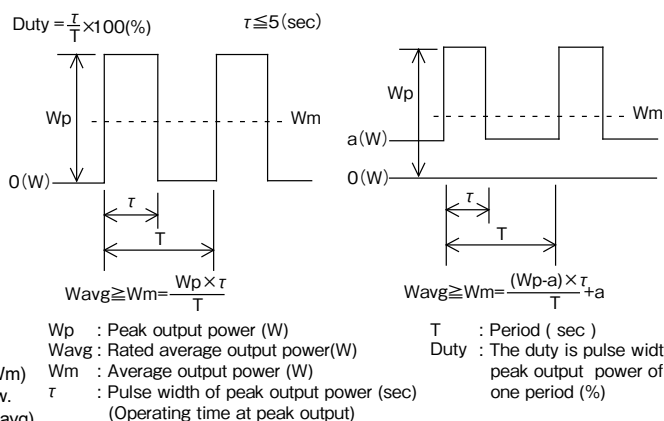 Duty = τ/T ×100(%)
τ≦5(sec)
Wp
Wm
0(W)
τ
T
Wavg≧Wm= Wp×τ/T
Wp
Wm
a(W)
0(W)
τ
T
Wavg≧Wm= (Wp-a)×τ/T +a
Wp : Peak output power (W)
Wavg : Rated average output power(W)
Wm : Average output power (W)
τ : Pulse width of peak output power (sec)
(Operating time at peak output)
T : Period ( sec )
Duty : The duty is pulse widt
peak output power of
one period (%)
/m)
w.
avg)